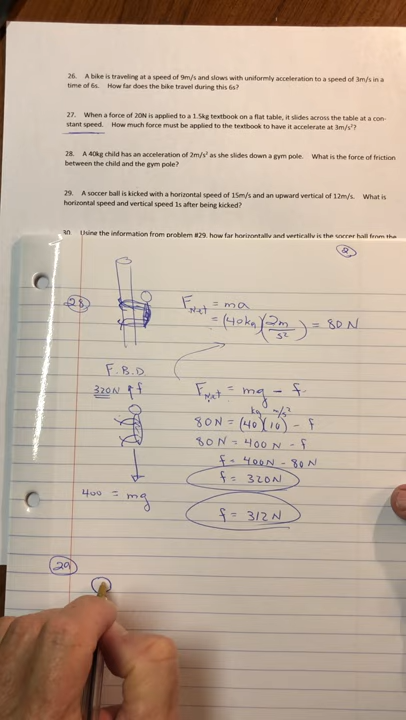 26. A bike is traveling at a speed of 9m/s and slows with uniformly acceleration to a speed of 3m/s in a
time of 6s. How far does the bike travel during this 6s?
27. When a force of 20N is applied to a 1.5kg textbook on a flat table, it slides across the table at a con-
stant speed. How much force must be applied to the textbook to have it accelerate at 3m/s²?
28. A 40kg child has an acceleration of 2m/s² as she slides down a gym pole. What is the force of friction
between the child and the gym pole?
29. A soccer ball is kicked with a horizontal speed of 15m/s and an upward vertical of 12m/s. What is
horizontal speed and vertical speed 1s after being kicked?
30. Using the information from problem #29, how far horizontally and vertically is the soccer ball from the
28
F Net = ma
= (40kg)(2m/s²) = 80 N
F.B.D
320N f
F Net = mg - f
kg m/s²
80N = (40)(10) - f
80N = 400N - f
f = 400N - 80N
f = 320N
400 = mg
f = 312N
29